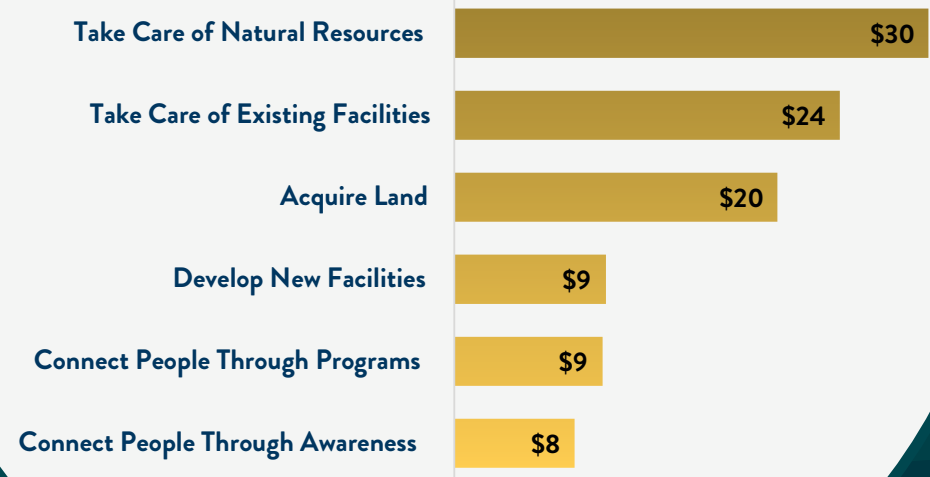 Take Care of Natural Resources $30
Take Care of Existing Facilities $24
Acquire Land $20
Develop New Facilities $9
Connect People Through Programs $9
Connect People Through Awareness $8